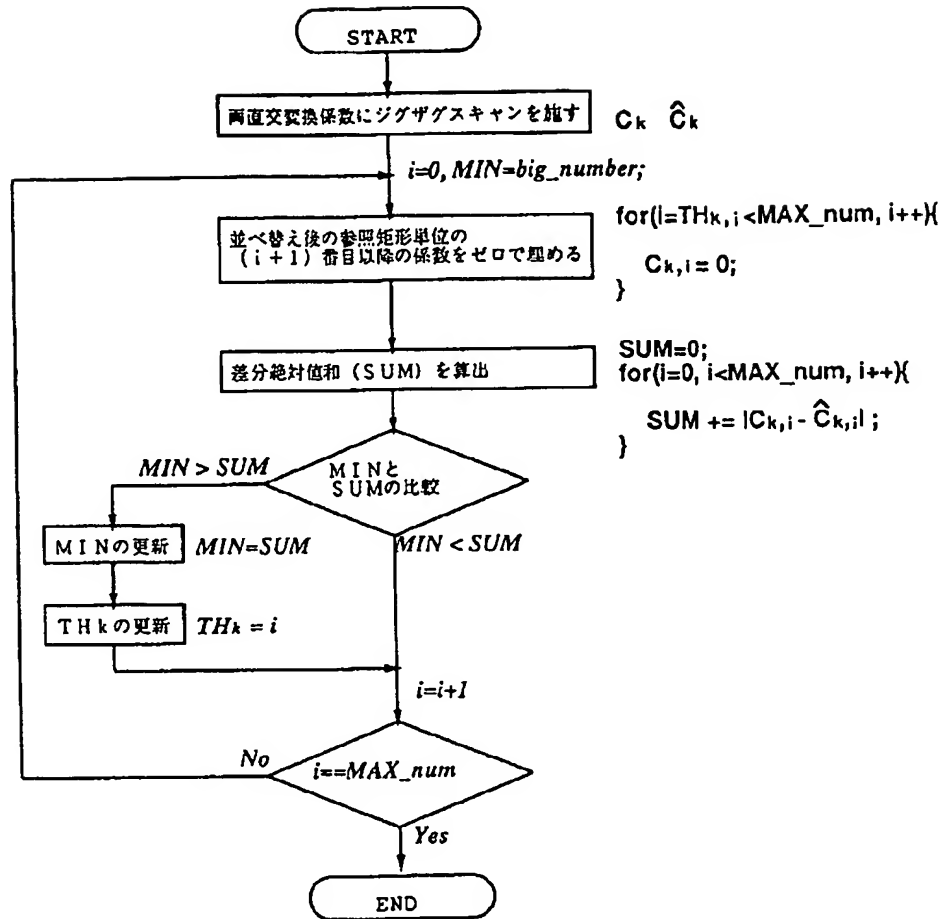 START
両直交変換係数にジグザグスキャンを施す
Ck Ĉk
i=0, MIN=big_number;
並べ替え後の参照矩形単位の
(i+1)番目以降の係数をゼロで埋める
for(i=THk, i<MAX_num, i++){
Ck,i = 0;
}
差分絶対値和 (SUM) を算出
SUM=0;
for(i=0, i<MAX_num, i++){
SUM += |Ck,i - Ĉk,i| ;
}
MINと
SUMの比較
MIN > SUM
MIN < SUM
MINの更新
MIN=SUM
THkの更新
THk = i
i=i+1
i==MAX_num
No
Yes
END